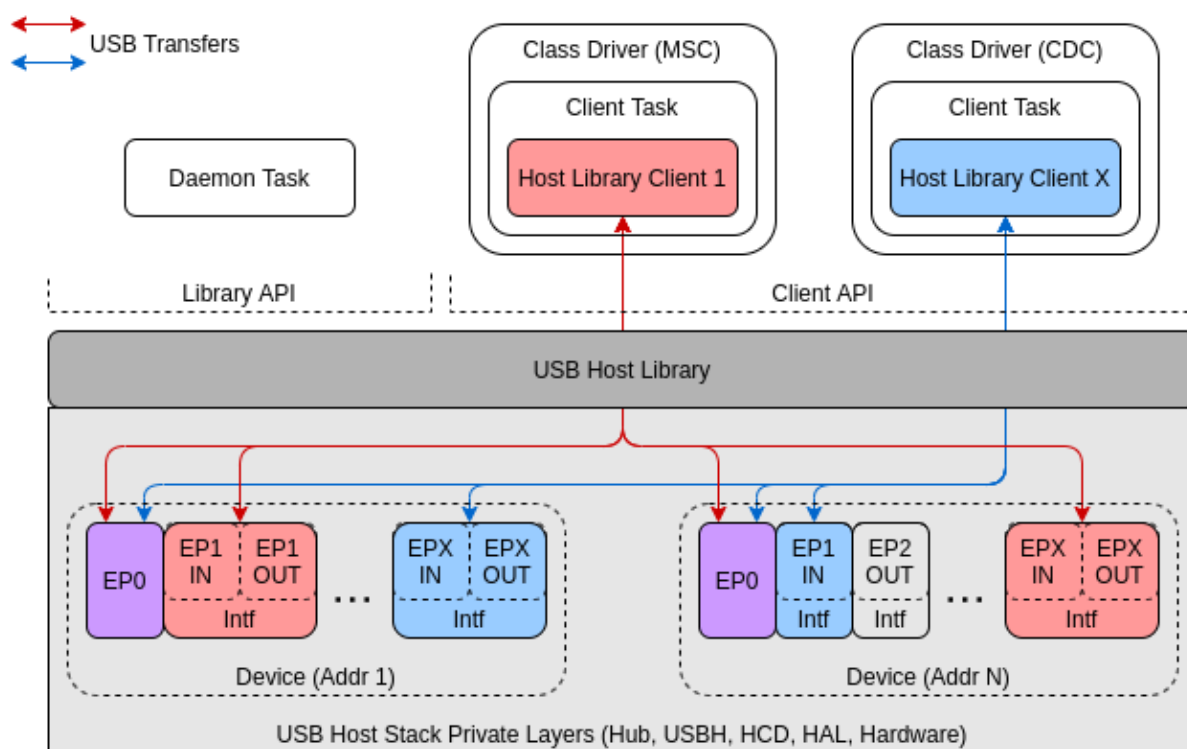 USB Transfers
Class Driver (MSC)
Class Driver (CDC)
Client Task
Client Task
Daemon Task
Host Library Client 1
Host Library Client X
Library API
Client API
USB Host Library
EP0
EP1
IN
EP1
OUT
Intf
...
EPX
IN
EPX
OUT
Intf
Device (Addr 1)
EP0
EP1
IN
Intf
EP2
OUT
Intf
...
EPX
IN
EPX
OUT
Intf
Device (Addr N)
USB Host Stack Private Layers (Hub, USBH, HCD, HAL, Hardware)